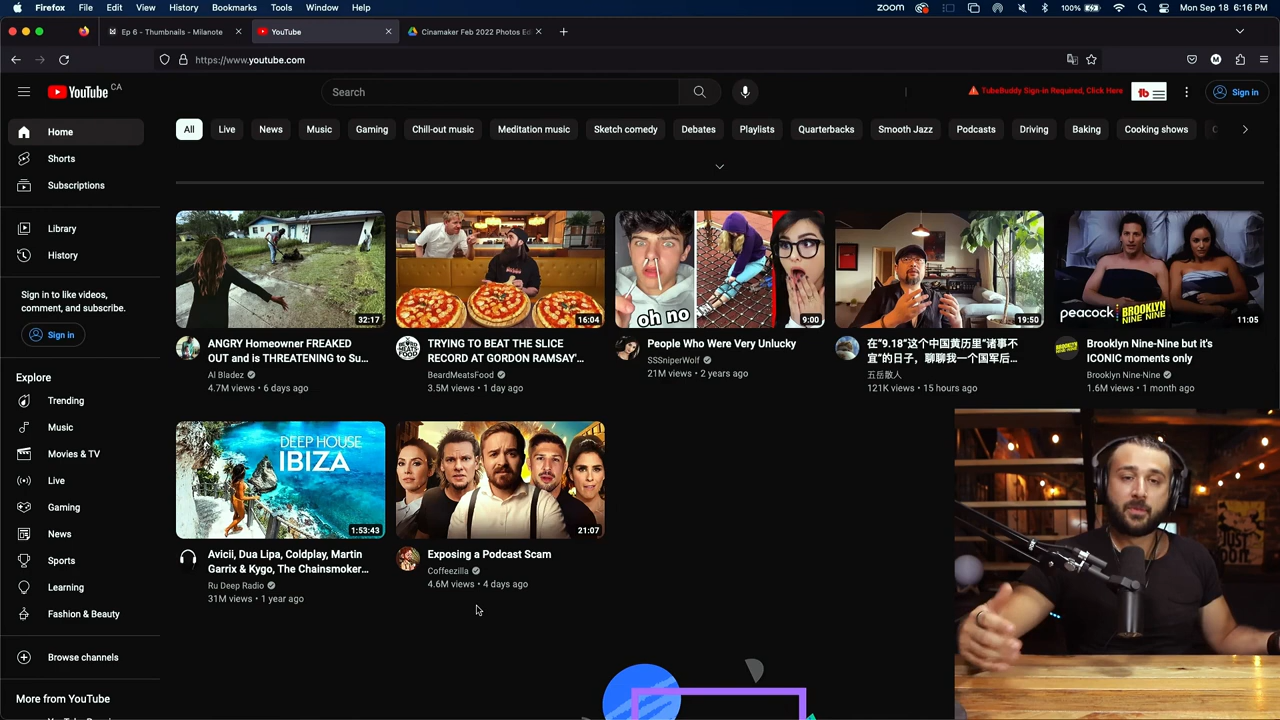 Firefox File Edit View History Bookmarks Tools Window Help
zoom 100% Mon Sep 18 6:16 PM
Ep 6 - Thumbnails - Milanote
YouTube
Cinamaker Feb 2022 Photos Ed
https://www.youtube.com
YouTube CA
Search
TubeBuddy Sign-in Required, Click Here
tb
Sign in
All Live News Music Gaming Chill-out music Meditation music Sketch comedy Debates Playlists Quarterbacks Smooth Jazz Podcasts Driving Baking Cooking shows
Home
Shorts
Subscriptions
Library
History
Sign in to like videos,
comment, and subscribe.
Sign in
Explore
Trending
Music
Movies & TV
Live
Gaming
News
Sports
Learning
Fashion & Beauty
Browse channels
More from YouTube
32:17
ANGRY Homeowner FREAKED
OUT and is THREATENING to Su...
Al Bladez
4.7M views • 6 days ago
16:04
BEARD MEATS FOOD
TRYING TO BEAT THE SLICE
RECORD AT GORDON RAMSAY'...
BeardMeatsFood
3.5M views • 1 day ago
oh no
9:00
People Who Were Very Unlucky
SSSniperWolf
21M views • 2 years ago
19:50
在“9.18”这个中国黄历里“诸事不
宜”的日子，聊聊我一个国军后...
五岳散人
121K views • 15 hours ago
peacock BROOKLYN
NINE-NINE
11:05
Brooklyn Nine-Nine but it's
ICONIC moments only
Brooklyn Nine-Nine
1.6M views • 1 month ago
DEEP HOUSE
IBIZA
1:53:43
Avicii, Dua Lipa, Coldplay, Martin
Garrix & Kygo, The Chainsmoker...
Ru Deep Radio
31M views • 1 year ago
21:07
Exposing a Podcast Scam
Coffeezilla
4.6M views • 4 days ago
JUST
DO IT.